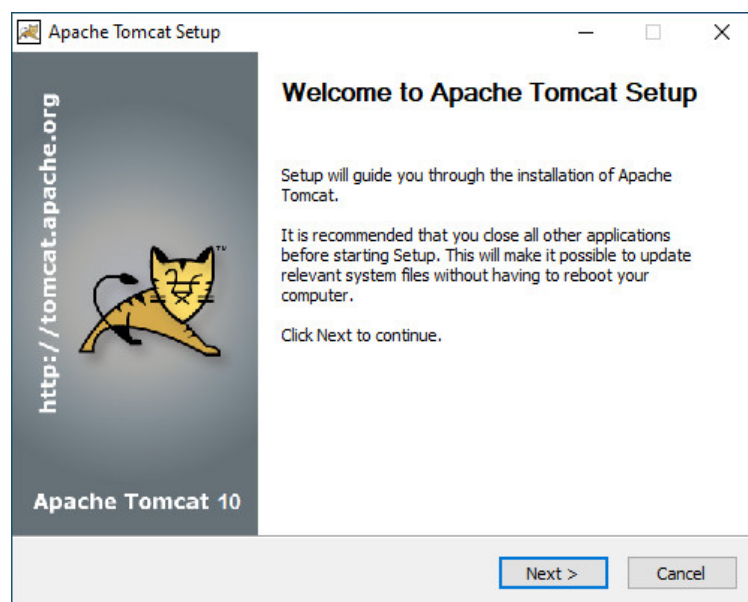 Apache Tomcat Setup
http://tomcat.apache.org
TM
Apache Tomcat 10
Welcome to Apache Tomcat Setup
Setup will guide you through the installation of Apache
Tomcat.
It is recommended that you close all other applications
before starting Setup. This will make it possible to update
relevant system files without having to reboot your
computer.
Click Next to continue.
Next >
Cancel